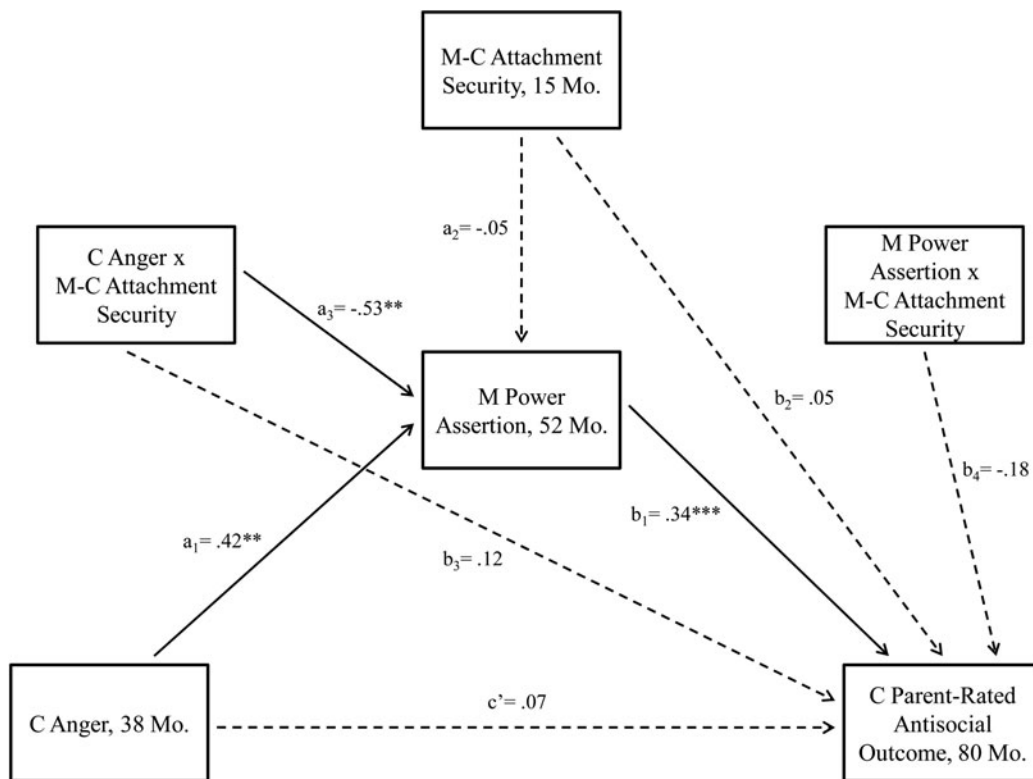 M-C Attachment
Security, 15 Mo.
C Anger x
M-C Attachment
Security
a₂= -.05
M Power
Assertion x
M-C Attachment
Security
a₃= -.53**
M Power
Assertion, 52 Mo.
b₂= .05
b₄= -.18
a₁= .42**
b₃= .12
b₁= .34***
C Anger, 38 Mo.
c’= .07
C Parent-Rated
Antisocial
Outcome, 80 Mo.